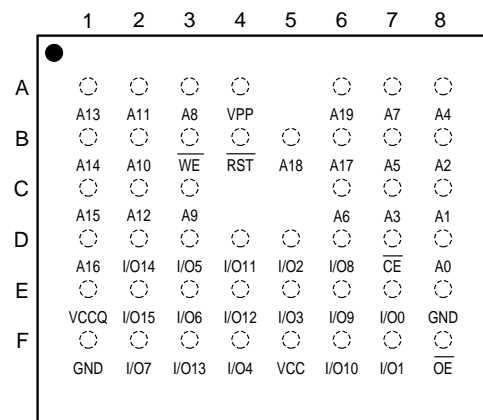 1 2 3 4 5 6 7 8
A
A13 A11 A8 VPP A19 A7 A4
B
A14 A10 WE RST A18 A17 A5 A2
C
A15 A12 A9 A6 A3 A1
D
A16 I/O14 I/O5 I/O11 I/O2 I/O8 CE A0
E
VCCQ I/O15 I/O6 I/O12 I/O3 I/O9 I/O0 GND
F
GND I/O7 I/O13 I/O4 VCC I/O10 I/O1 OE